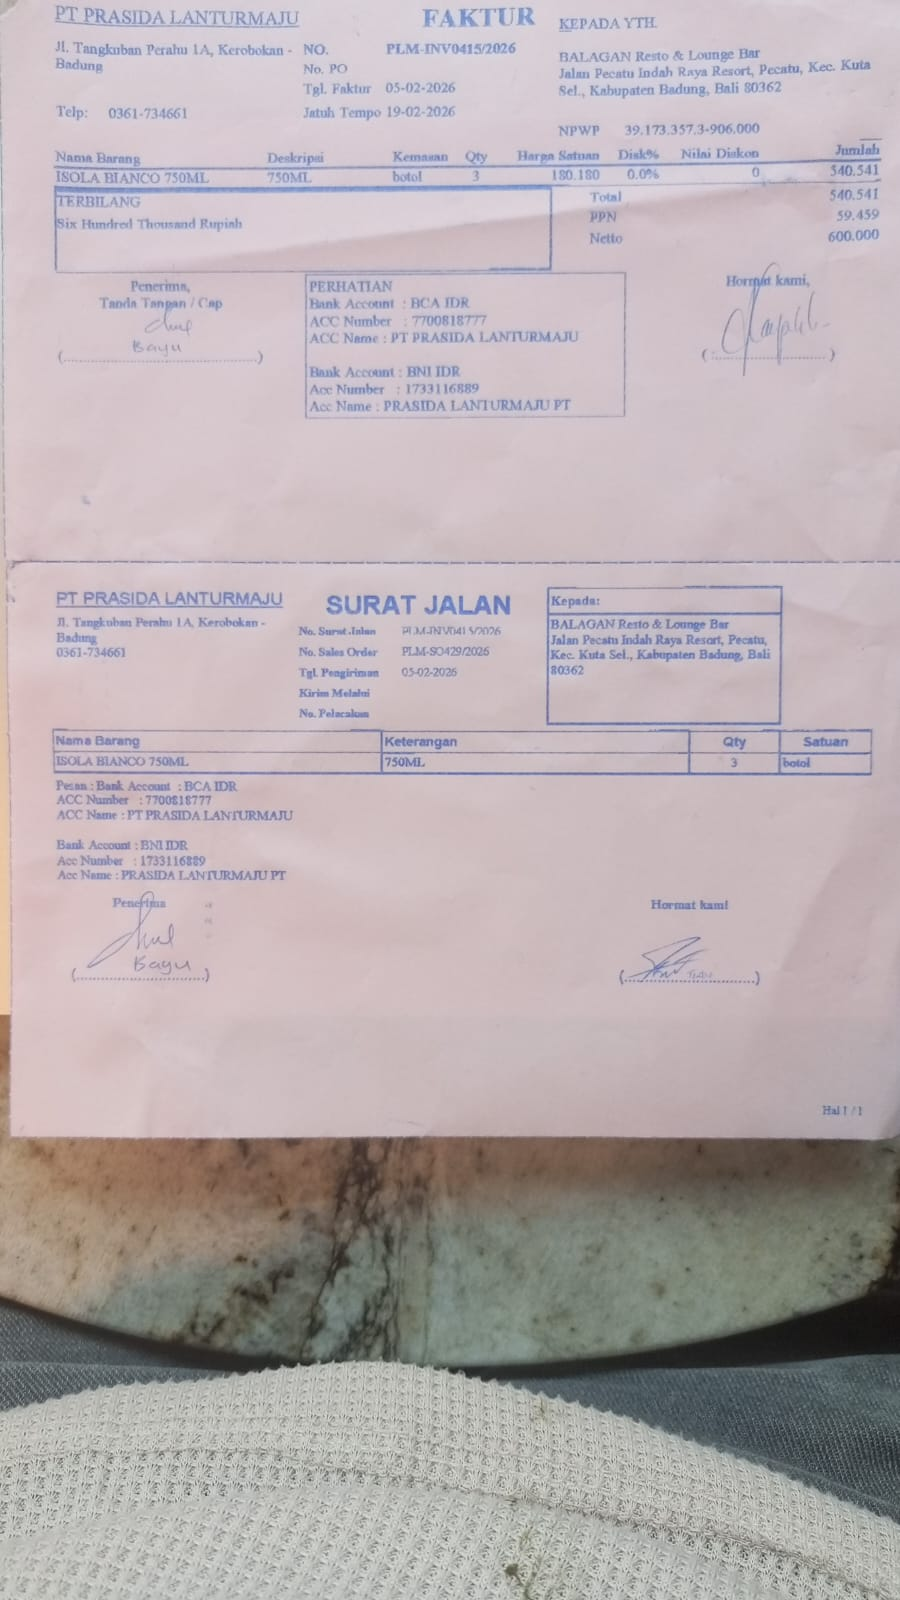 PT PRASIDA LANTURMAJU
FAKTUR
KEPADA YTH.
Jl. Tangkuban Perahu 1A, Kerobokan -
Badung
Telp: 0361-734661
NO. PLM-INV0415/2026
No. PO
Tgl. Faktur 05-02-2026
Jatuh Tempo 19-02-2026
BALAGAN Resto & Lounge Bar
Jalan Pecatu Indah Raya Resort, Pecatu, Kec. Kuta
Sel., Kabupaten Badung, Bali 80362
NPWP 39.173.357.3-906.000
Nama Barang Deskripsi Kemasan Qty Harga Satuan Disk% Nilai Diskon Jumlah
ISOLA BIANCO 750ML 750ML botol 3 180.180 0.0% 0 540.541
TERBILANG
Six Hundred Thousand Rupiah
Total 540.541
PPN 59.459
Netto 600.000
Penerima,
Tanda Tangan / Cap
Bayu
(..............................)
PERHATIAN
Bank Account : BCA IDR
ACC Number : 7700818777
ACC Name : PT PRASIDA LANTURMAJU
Bank Account : BNI IDR
Acc Number : 1733116889
Acc Name : PRASIDA LANTURMAJU PT
Hormat kami,
(..............................)
PT PRASIDA LANTURMAJU
Jl. Tangkuban Perahu 1A, Kerobokan -
Badung
0361-734661
SURAT JALAN
No. Surat Jalan PLM-INV0415/2026
No. Sales Order PLM-SO429/2026
Tgl. Pengiriman 05-02-2026
Kirim Melalui
No. Pelacakan
Kepada:
BALAGAN Resto & Lounge Bar
Jalan Pecatu Indah Raya Resort, Pecatu,
Kec. Kuta Sel., Kabupaten Badung, Bali
80362
Nama Barang Keterangan Qty Satuan
ISOLA BIANCO 750ML 750ML 3 botol
Pesan : Bank Account : BCA IDR
ACC Number : 7700818777
ACC Name : PT PRASIDA LANTURMAJU
Bank Account : BNI IDR
Acc Number : 1733116889
Acc Name : PRASIDA LANTURMAJU PT
Penerima
Bayu
(..............................)
Hormat kami
(..............................)
Hal 1 / 1